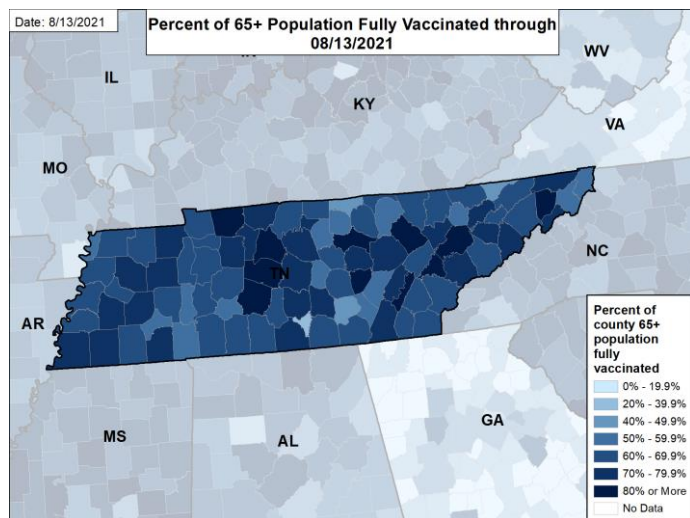 Date: 8/13/2021
Percent of 65+ Population Fully Vaccinated through
08/13/2021
WV
IL
KY
VA
MO
TN
NC
AR
MS
AL
GA
Percent of
county 65+
population
fully
vaccinated
0% - 19.9%
20% - 39.9%
40% - 49.9%
50% - 59.9%
60% - 69.9%
70% - 79.9%
80% or More
No Data